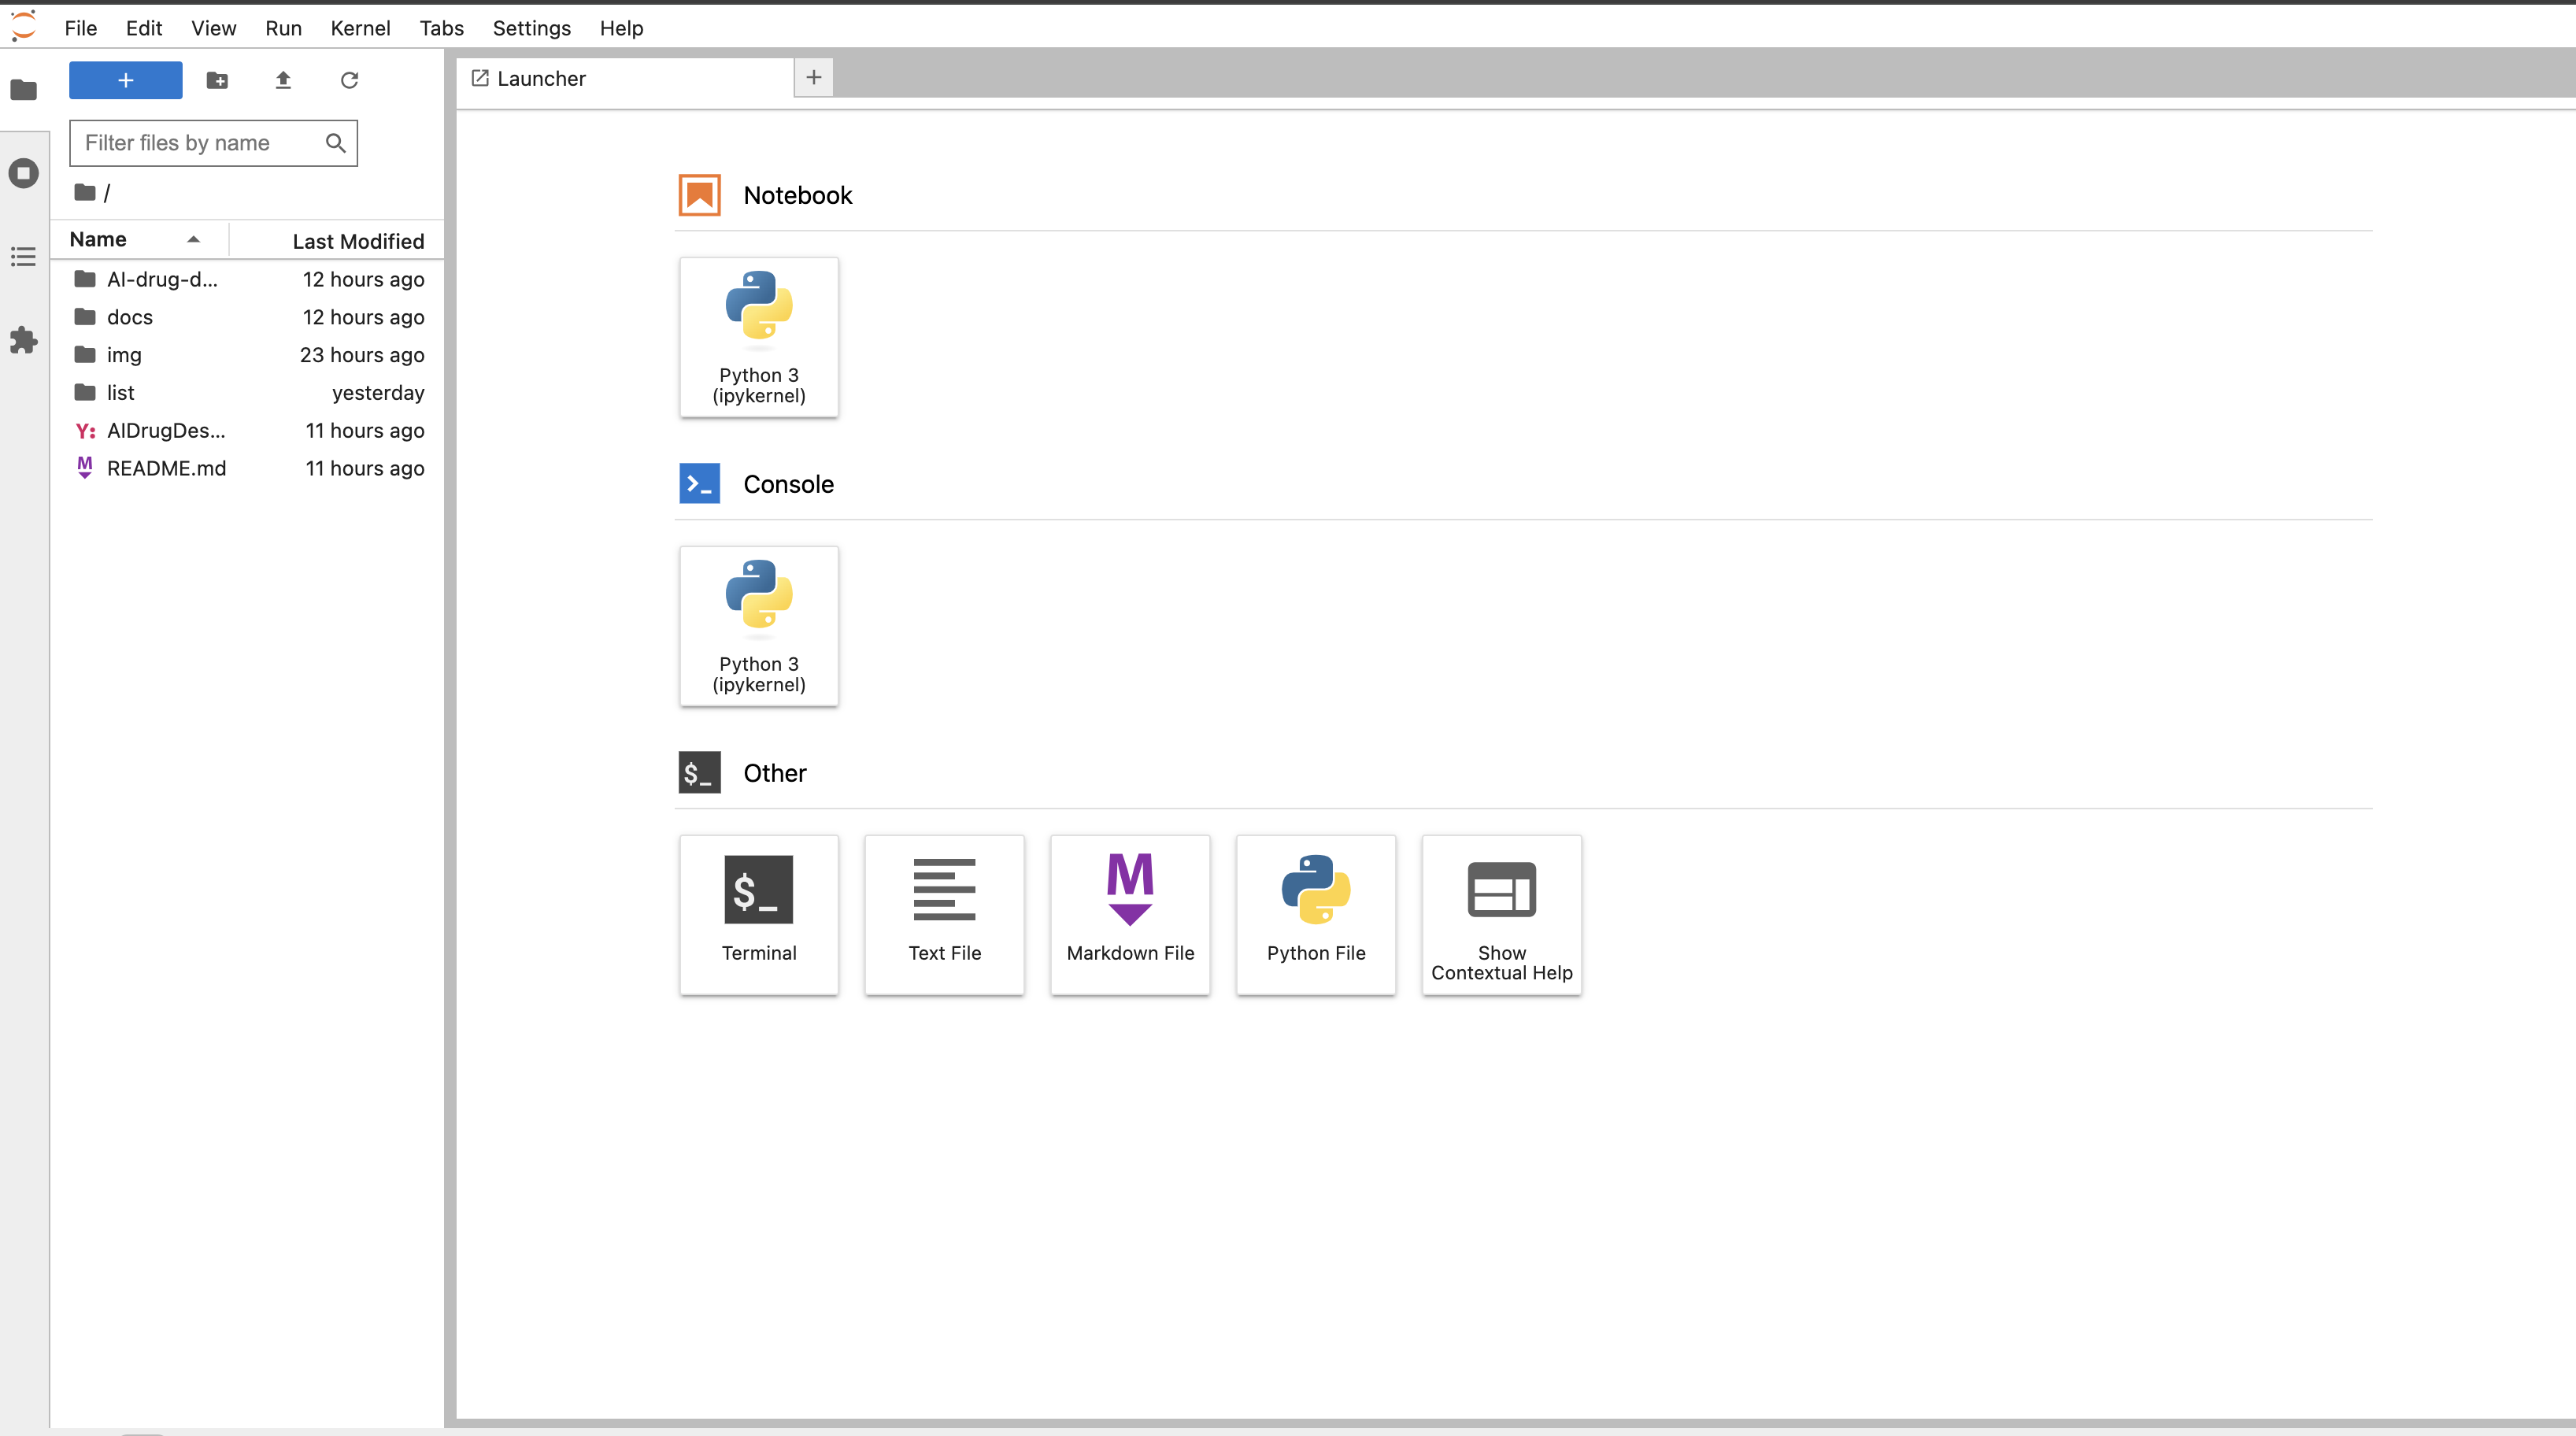 File Edit View Run Kernel Tabs Settings Help
+
Filter files by name
/
Name Last Modified
AI-drug-d... 12 hours ago
docs 12 hours ago
img 23 hours ago
list yesterday
Y: AIDrugDes... 11 hours ago
M README.md 11 hours ago
Launcher +
Notebook
Python 3
(ipykernel)
>_ Console
Python 3
(ipykernel)
$_ Other
$_ M
Terminal Text File Markdown File Python File Show
Contextual Help